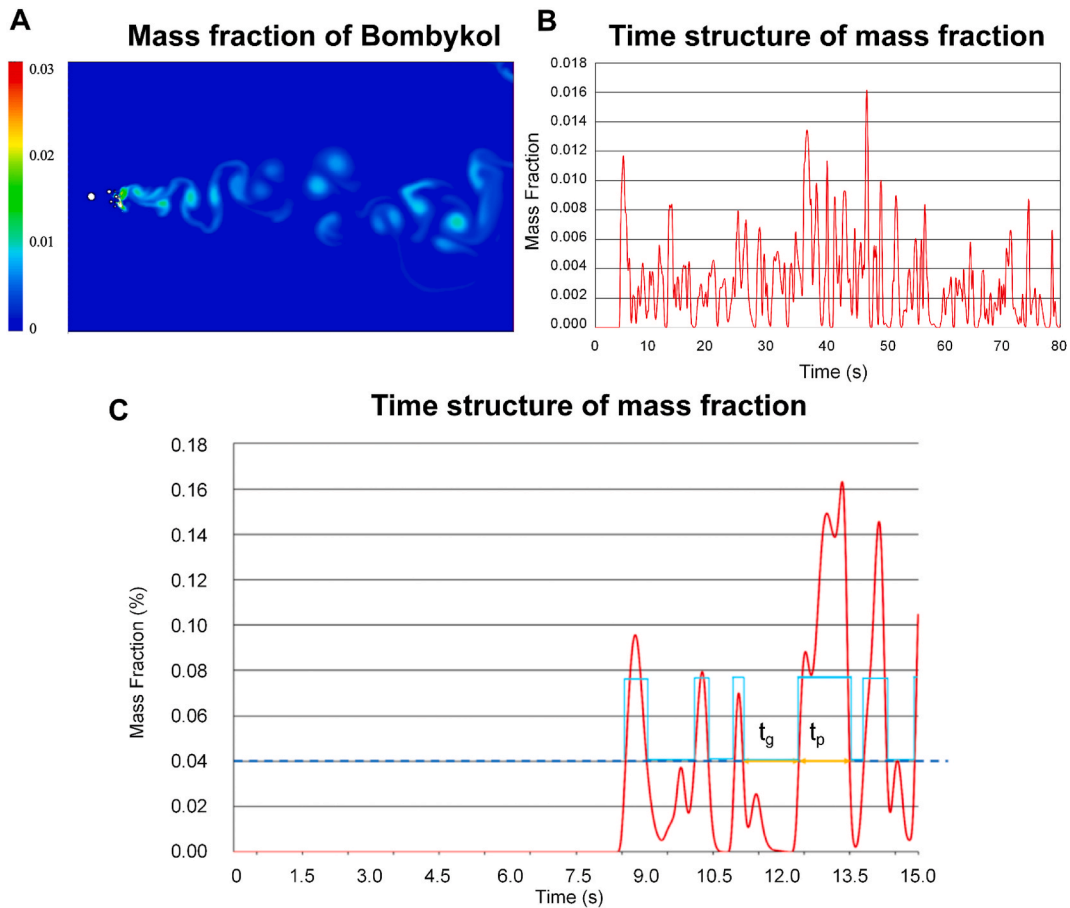 A
Mass fraction of Bombykol
0.03
0.02
0.01
0
B
Time structure of mass fraction
0.018
0.016
0.014
0.012
0.010
0.008
0.006
0.004
0.002
0.000
Mass Fraction
0 10 20 30 40 50 60 70 80
Time (s)
C
Time structure of mass fraction
0.18
0.16
0.14
0.12
0.10
0.08
0.06
0.04
0.02
0.00
Mass Fraction (%)
tg tp
0 1.5 3.0 4.5 6.0 7.5 9.0 10.5 12.0 13.5 15.0
Time (s)